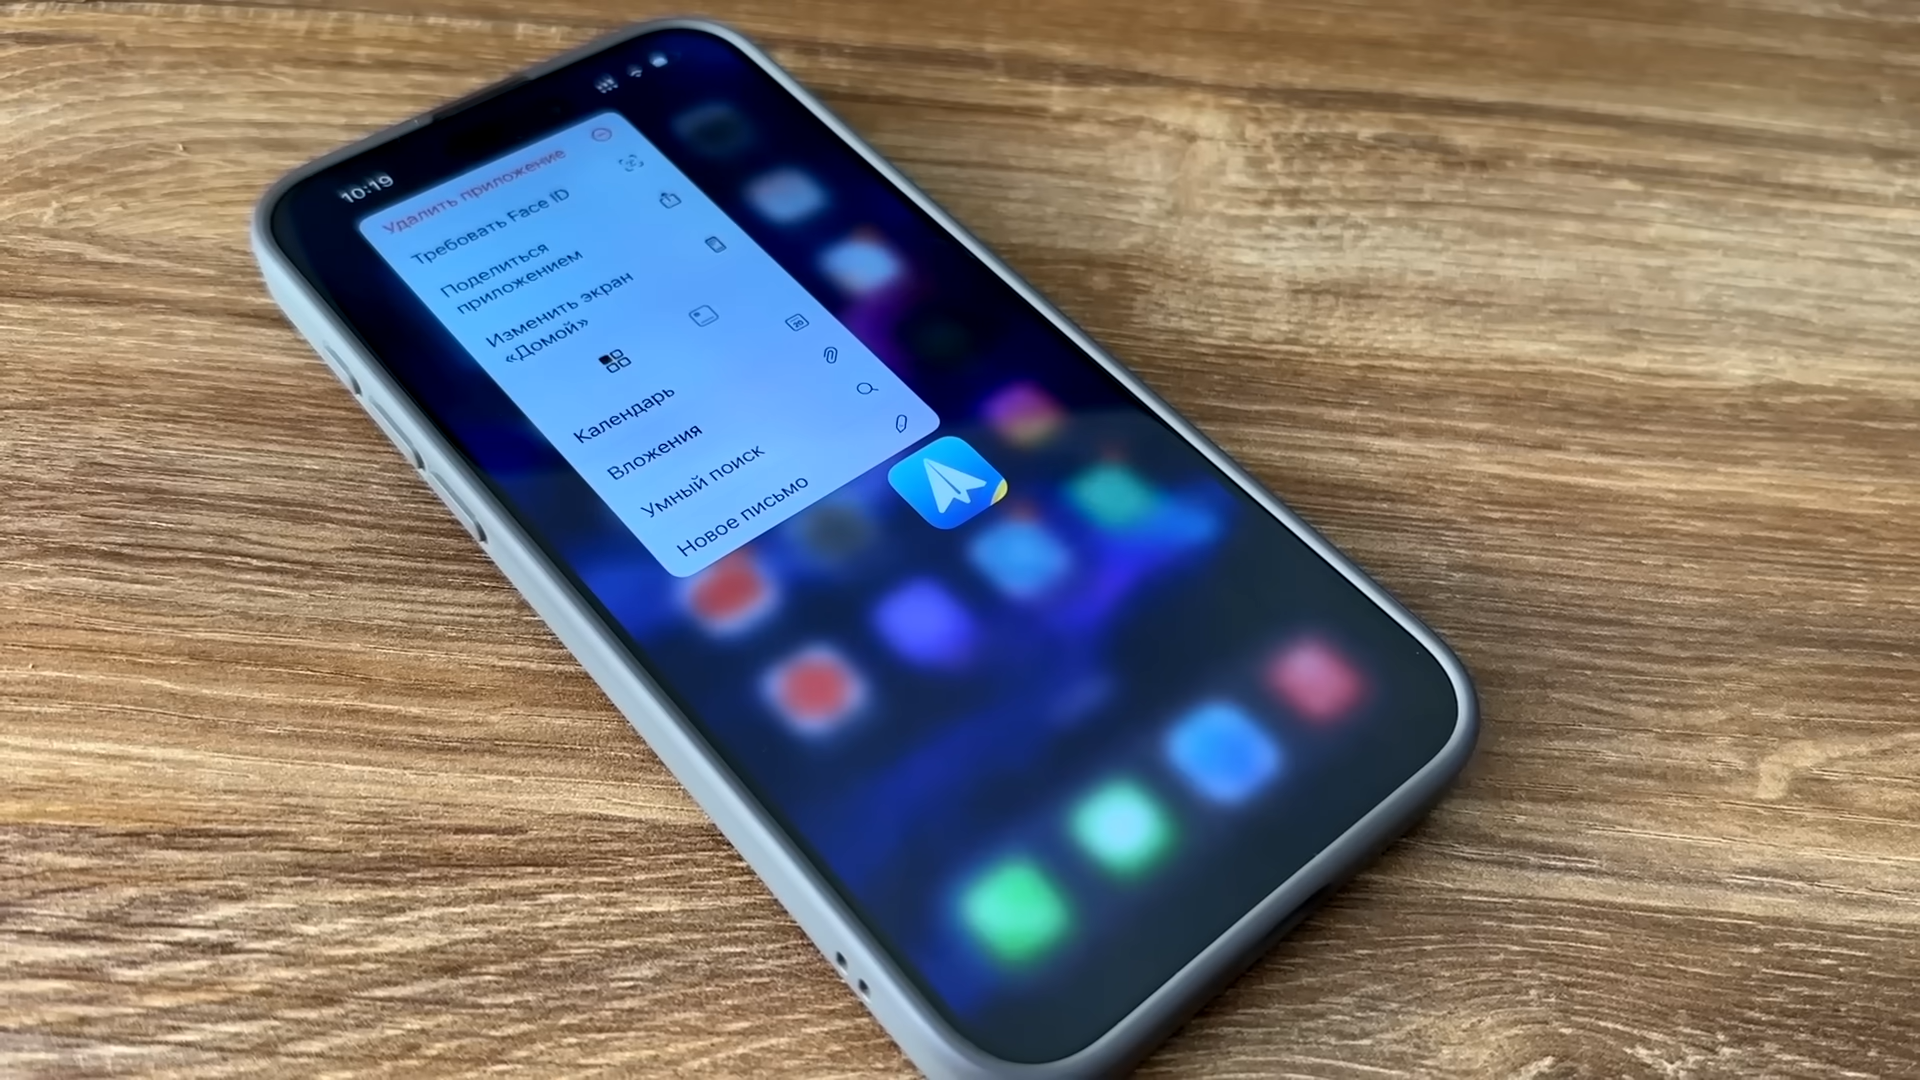 10:19
Удалить приложение
Требовать Face ID
Поделиться
приложением
Изменить экран
«Домой»
Календарь
Вложения
Умный поиск
Новое письмо